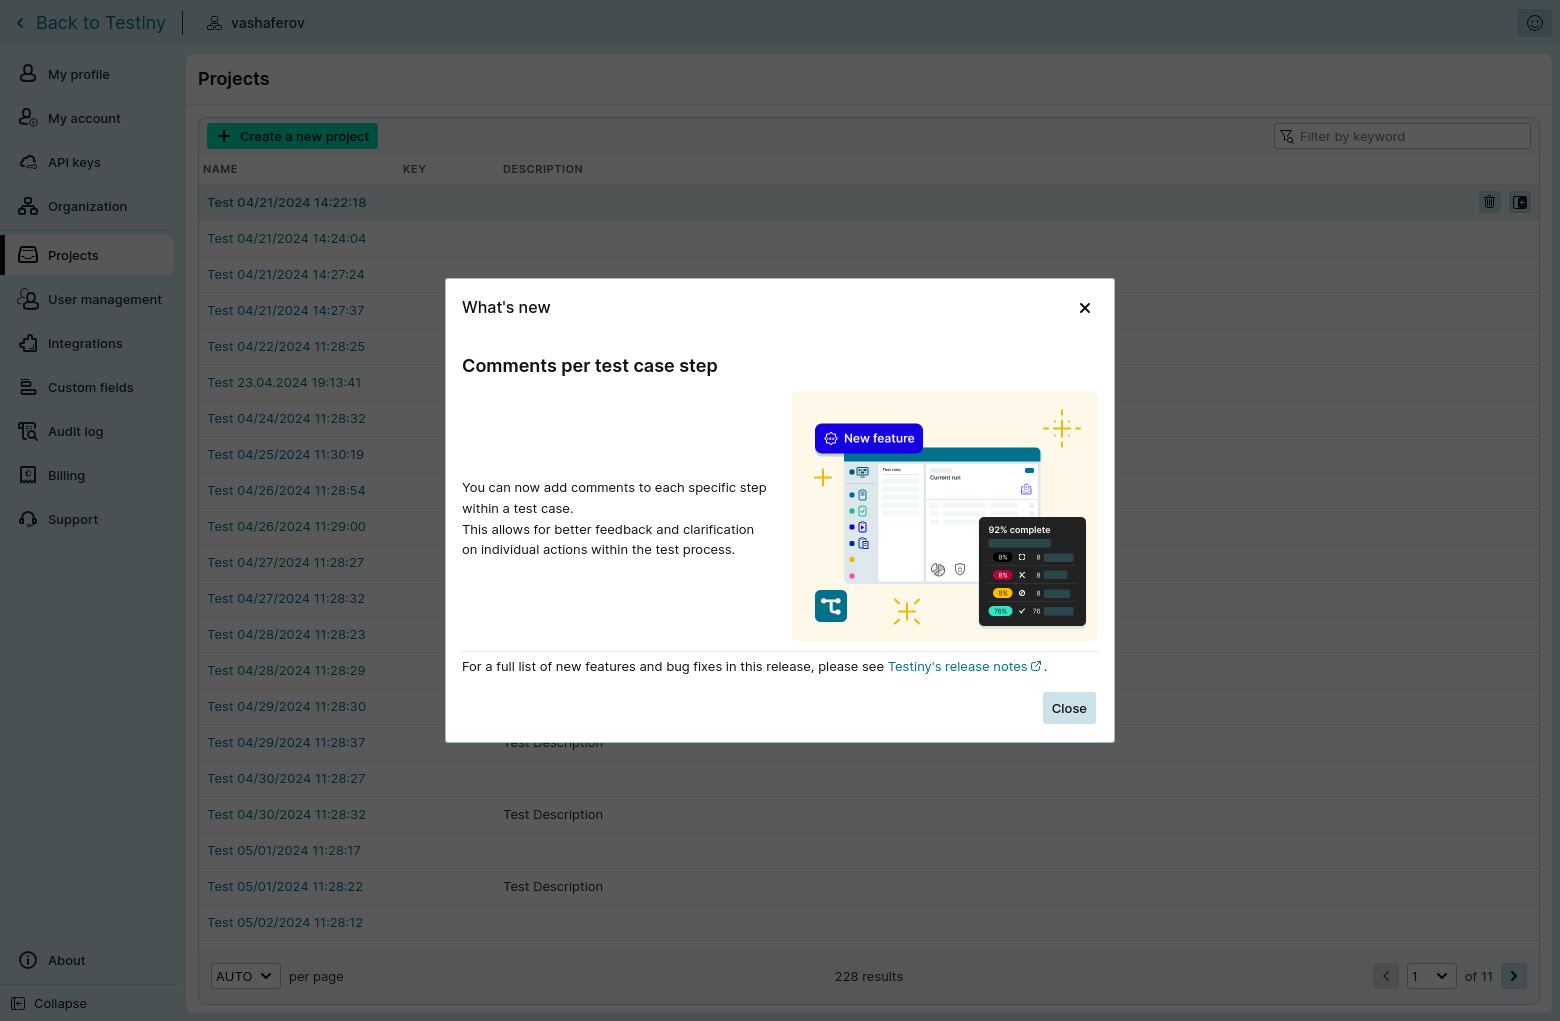 Back to Testiny
vashaferov
My profile
My account
API keys
Organization
Projects
User management
Integrations
Custom fields
Audit log
Billing
Support
About
Collapse
Projects
Create a new project
Filter by keyword
NAME KEY DESCRIPTION
Test 04/21/2024 14:22:18
Test 04/21/2024 14:24:04
Test 04/21/2024 14:27:24
Test 04/21/2024 14:27:37
Test 04/22/2024 11:28:25
Test 23.04.2024 19:13:41
Test 04/24/2024 11:28:32
Test 04/25/2024 11:30:19
Test 04/26/2024 11:28:54
Test 04/26/2024 11:29:00
Test 04/27/2024 11:28:27
Test 04/27/2024 11:28:32
Test 04/28/2024 11:28:23
Test 04/28/2024 11:28:29
Test 04/29/2024 11:28:30
Test 04/29/2024 11:28:37 Test Description
Test 04/30/2024 11:28:27
Test 04/30/2024 11:28:32 Test Description
Test 05/01/2024 11:28:17
Test 05/01/2024 11:28:22 Test Description
Test 05/02/2024 11:28:12
AUTO per page
228 results
1 of 11
What's new
Comments per test case step
You can now add comments to each specific step
within a test case.
This allows for better feedback and clarification
on individual actions within the test process.
New feature
Test runs
Current run
92% complete
8% 8
8% 8
8% 8
76% 76
For a full list of new features and bug fixes in this release, please see Testiny's release notes .
Close